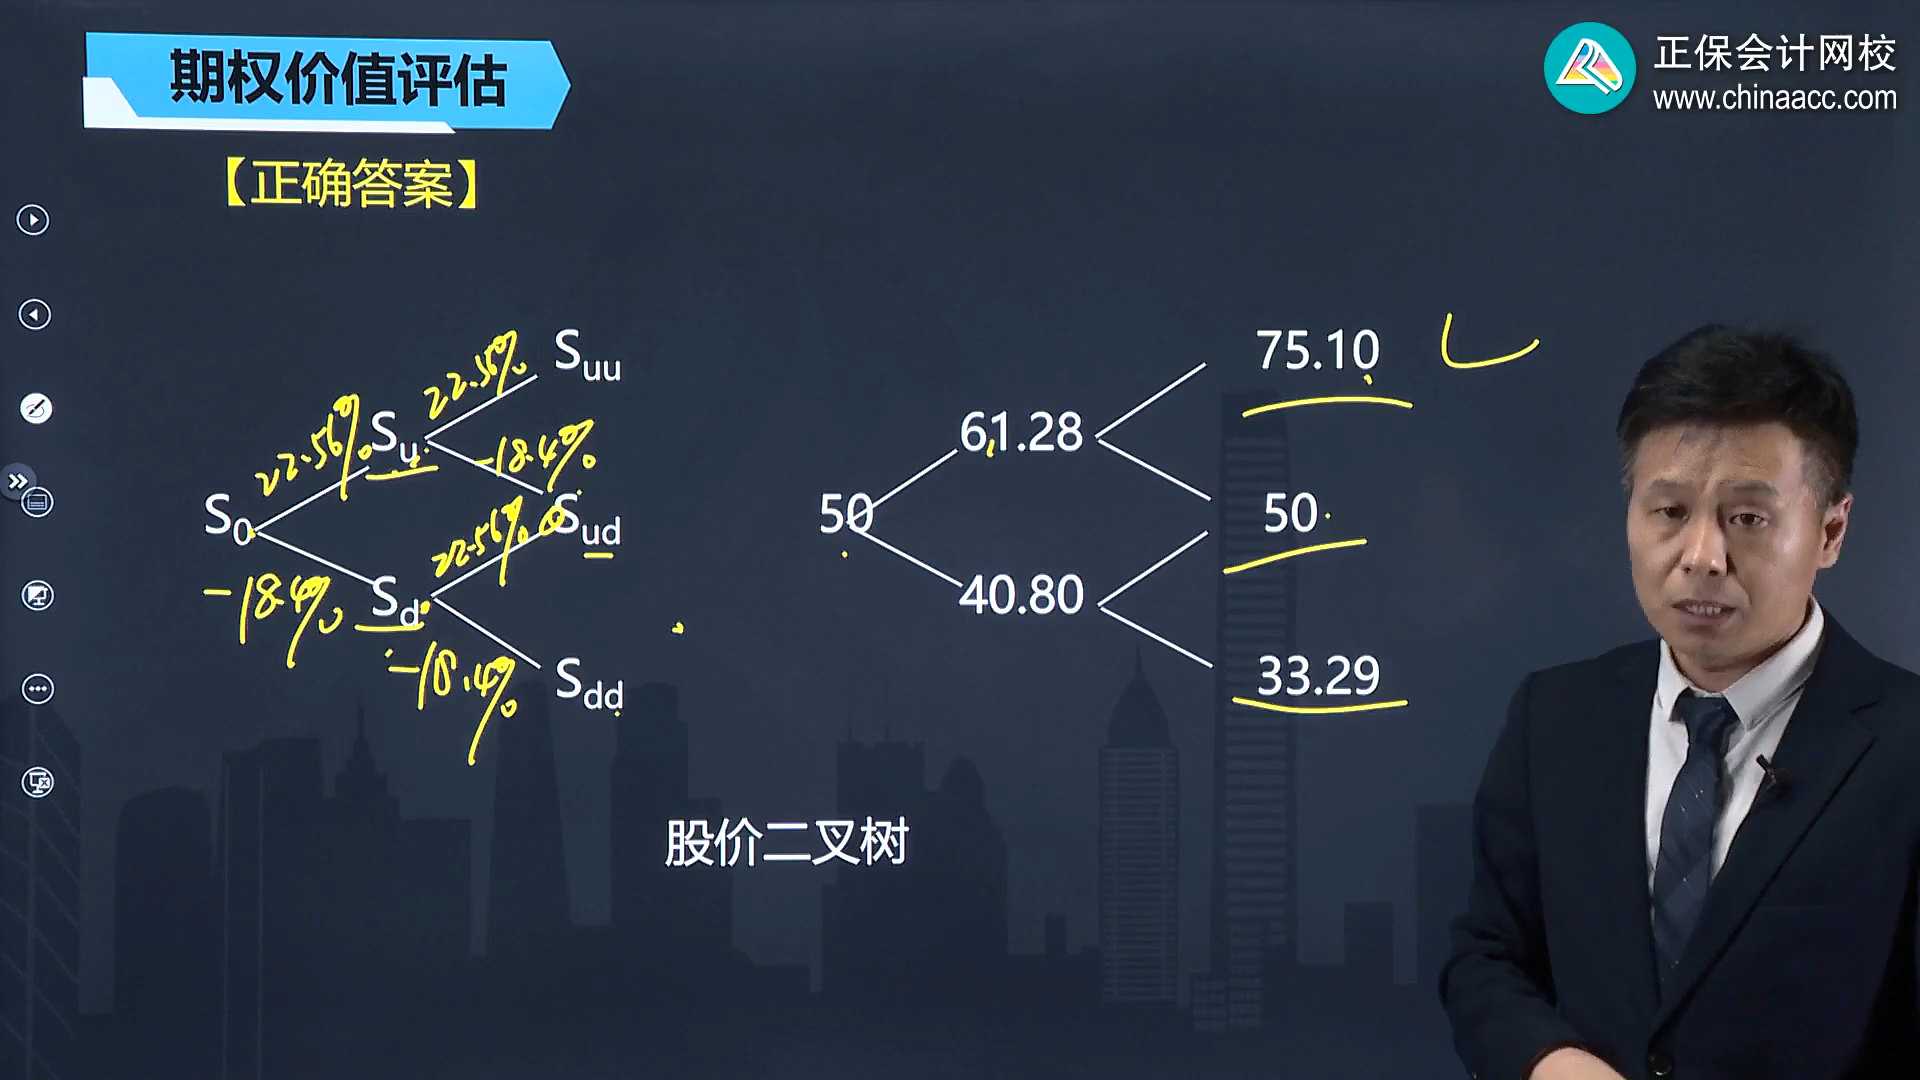 期权价值评估
正保会计网校
www.chinaacc.com
【正确答案】
22.56%
Suu
Su
-18.4%
22.56%
S0
Sud
22.56%
-18.4%
Sd
-18.4%
Sdd
75.10
61.28
50
50
40.80
33.29
股价二叉树